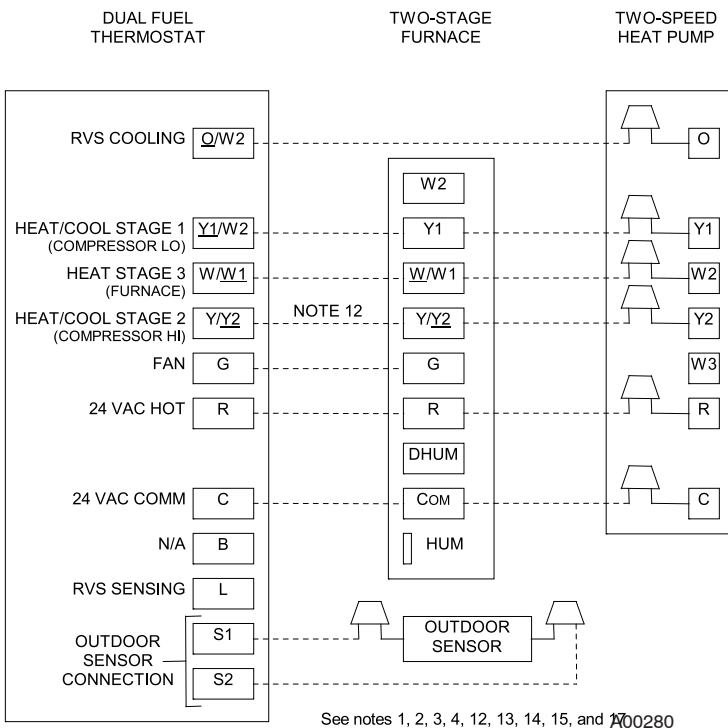 DUAL FUEL
THERMOSTAT
TWO-STAGE
FURNACE
TWO-SPEED
HEAT PUMP
RVS COOLING O/W2 O
W2
HEAT/COOL STAGE 1 Y1/W2 Y1 Y1
(COMPRESSOR LO)
HEAT STAGE 3 W/W1 W/W1 W2
(FURNACE)
HEAT/COOL STAGE 2 Y/Y2 NOTE 12 Y/Y2 Y2
(COMPRESSOR HI)
FAN G G W3
24 VAC HOT R R R
DHUM
24 VAC COMM C COM C
N/A B HUM
RVS SENSING L
S1 OUTDOOR
SENSOR
OUTDOOR
SENSOR
CONNECTION
S2
See notes 1, 2, 3, 4, 12, 13, 14, 15, and
A00280